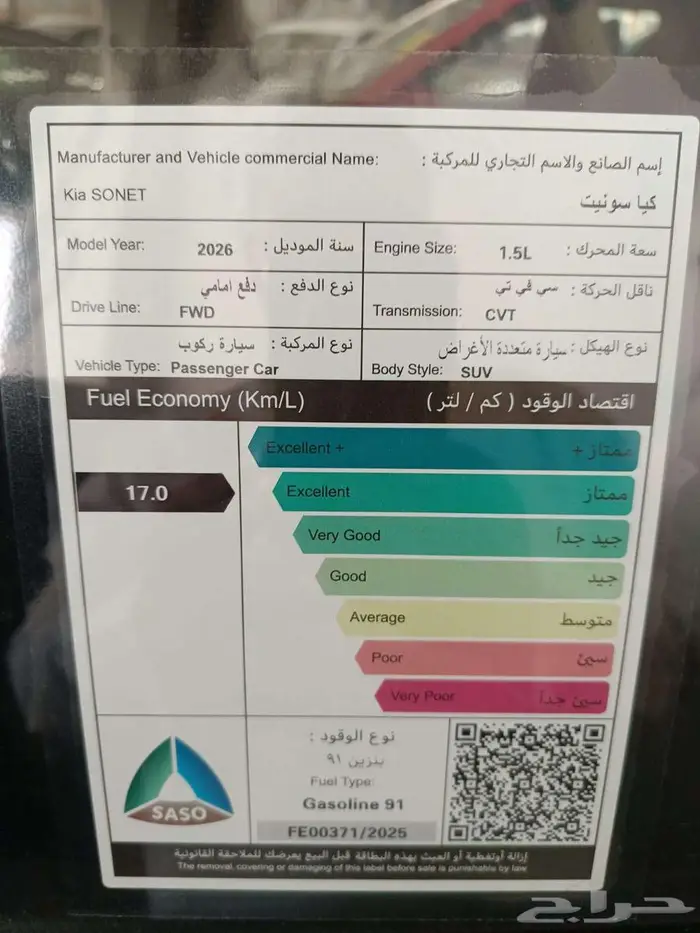 Manufacturer and Vehicle commercial Name: إسم الصانع والاسم التجاري للمركبة :
Kia SONET كيا سونيت
Model Year: 2026 سنة الموديل :
Engine Size: 1.5L سعة المحرك :
نوع الدفع : دفع امامي
Drive Line: FWD
ناقل الحركة : سي في تي
Transmission: CVT
نوع المركبة : سيارة ركوب
Vehicle Type: Passenger Car
نوع الهيكل : سيارة متعددة الأغراض
Body Style: SUV
Fuel Economy (Km/L) اقتصاد الوقود ( كم / لتر )
Excellent + ممتاز +
17.0
Excellent ممتاز
Very Good جيد جداً
Good جيد
Average متوسط
Poor سيئ
Very Poor سيئ جداً
نوع الوقود :
بنزين ٩١
Fuel Type:
Gasoline 91
FE00371/2025
SASO
إزالة أوتغطية أو العبث بهذه البطاقة قبل البيع يعرضك للملاحقة القانونية
The removal, covering or damaging of this label before sale is punishable by law
حراج